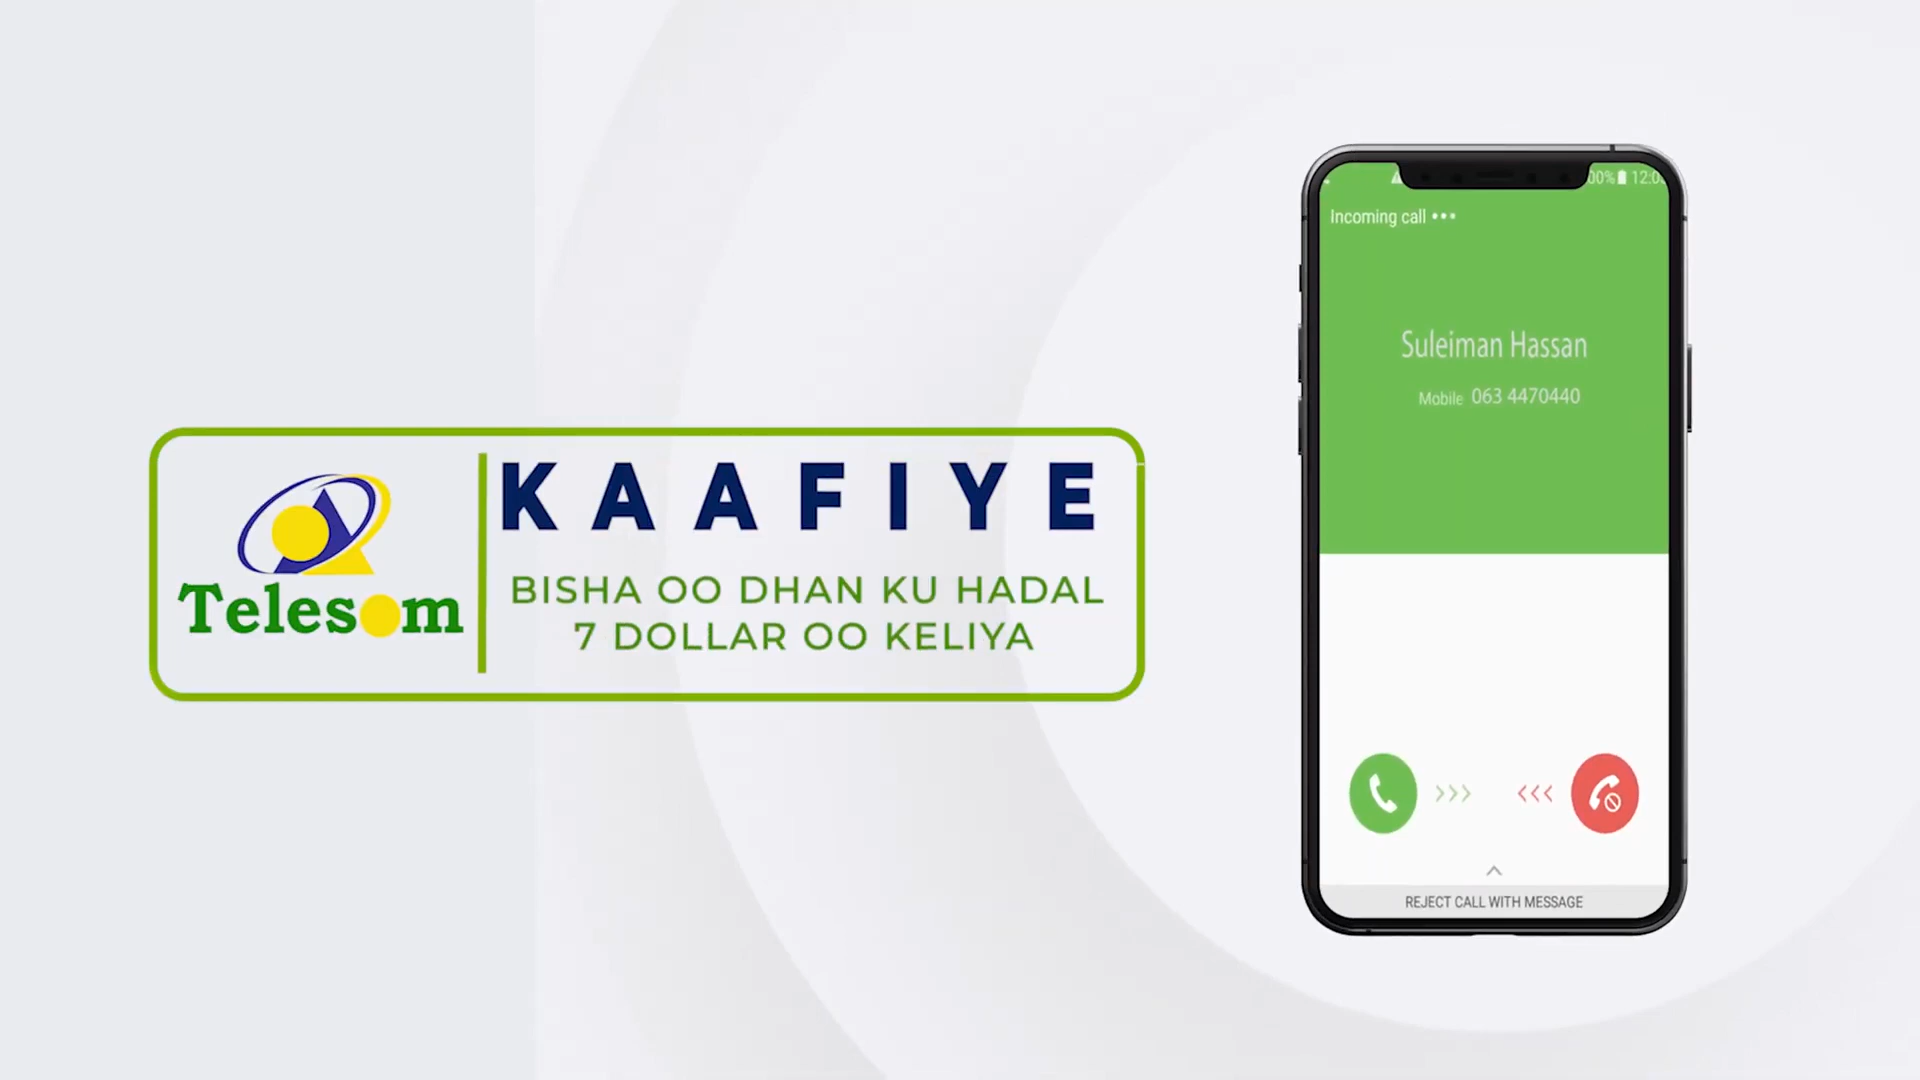 Telesom
KAAFIYE
BISHA OO DHAN KU HADAL
7 DOLLAR OO KELIYA
Incoming call •••
Suleiman Hassan
Mobile 063 4470440
REJECT CALL WITH MESSAGE